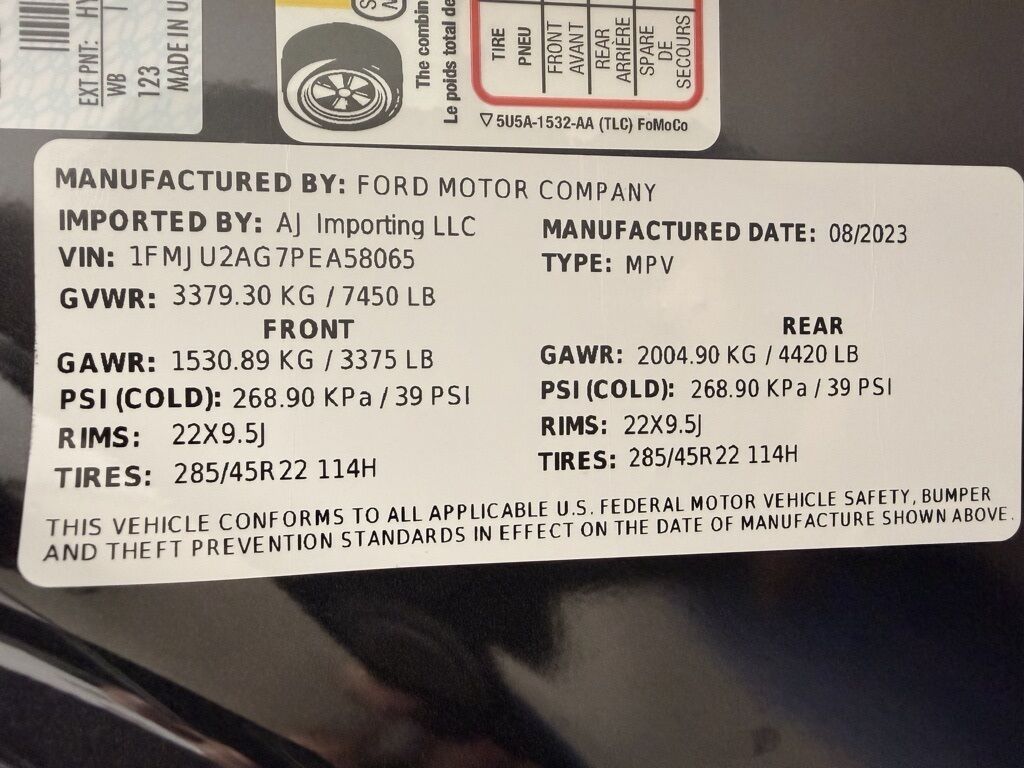 EXT PNT:
WB
123
MADE IN U
The combin
Le poids total de
TIRE
PNEU
FRONT
AVANT
REAR
ARRIÈRE
SPARE
DE
SECOURS
▽ 5U5A-1532-AA (TLC) FoMoCo
MANUFACTURED BY: FORD MOTOR COMPANY
IMPORTED BY: AJ Importing LLC
MANUFACTURED DATE: 08/2023
VIN: 1FMJU2AG7PEA58065
TYPE: MPV
GVWR: 3379.30 KG / 7450 LB
FRONT
GAWR: 1530.89 KG / 3375 LB
PSI (COLD): 268.90 KPa / 39 PSI
RIMS: 22X9.5J
TIRES: 285/45R22 114H
REAR
GAWR: 2004.90 KG / 4420 LB
PSI (COLD): 268.90 KPa / 39 PSI
RIMS: 22X9.5J
TIRES: 285/45R22 114H
THIS VEHICLE CONFORMS TO ALL APPLICABLE U.S. FEDERAL MOTOR VEHICLE SAFETY, BUMPER
AND THEFT PREVENTION STANDARDS IN EFFECT ON THE DATE OF MANUFACTURE SHOWN ABOVE.